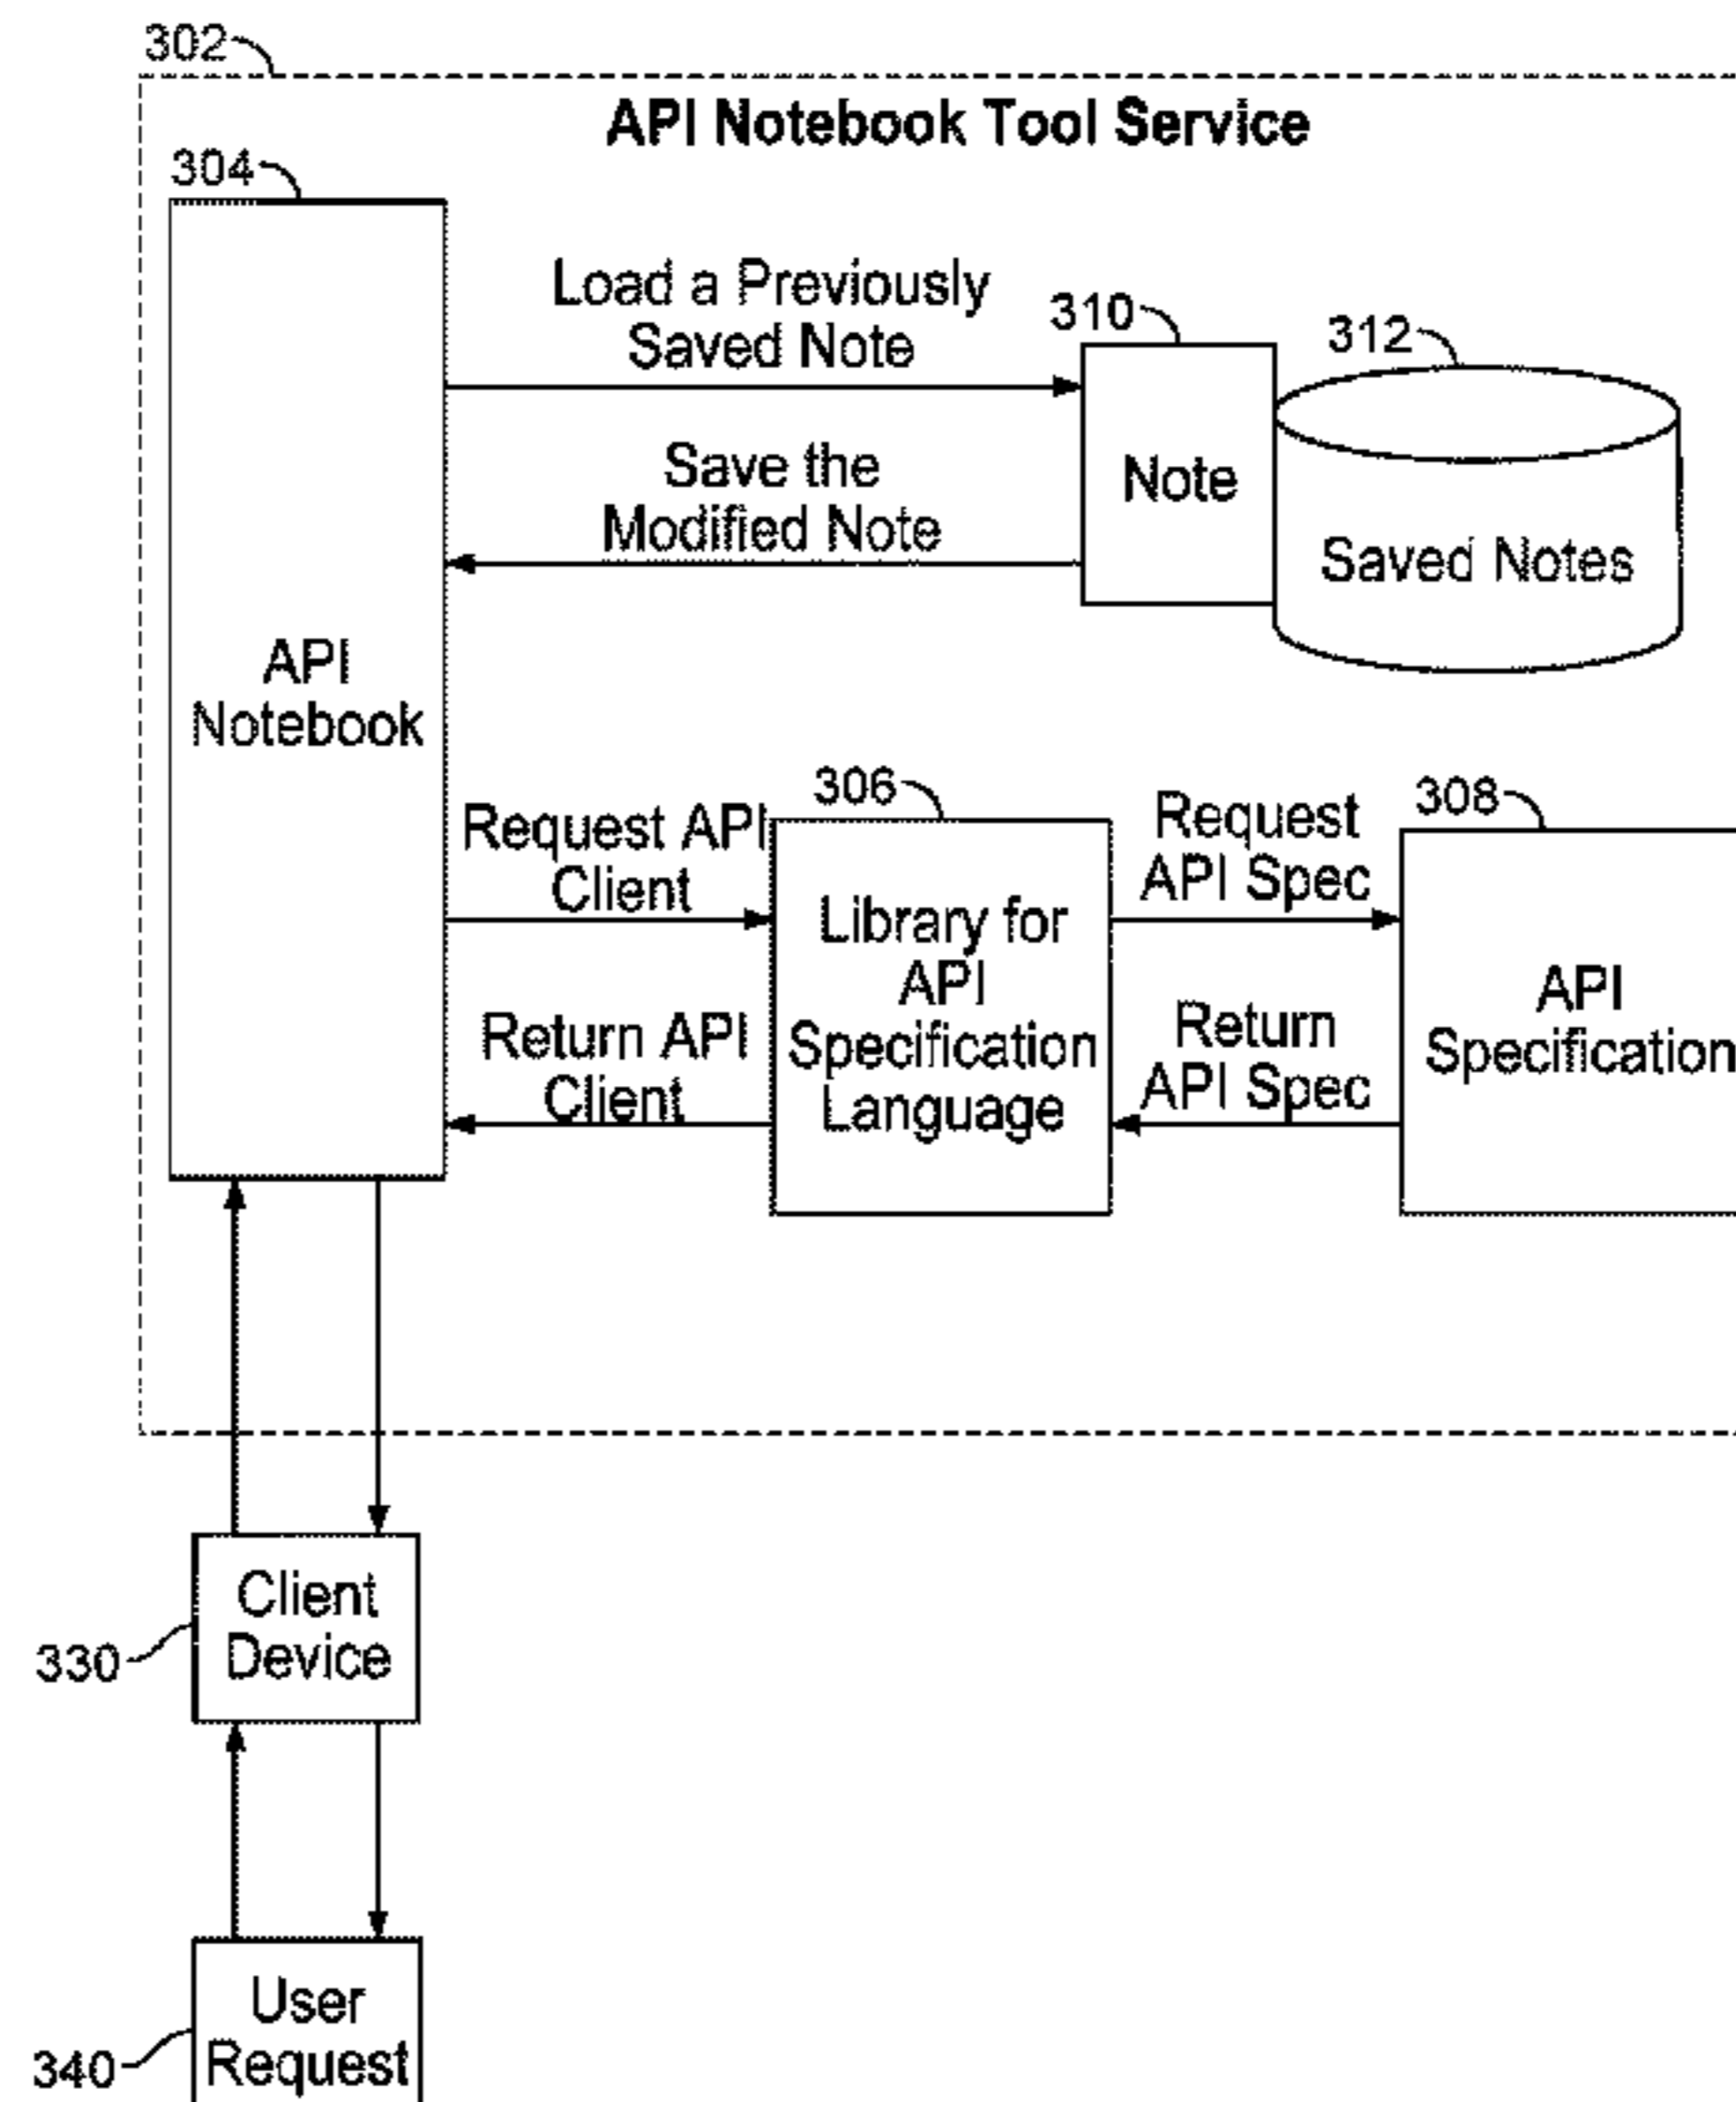 302
API Notebook Tool Service
304
API
Notebook
Load a Previously
Saved Note
310
Note
312
Saved Notes
Save the
Modified Note
Request API
Client
306
Library for
API
Specification
Language
Request
API Spec
308
API
Specification
Return API
Client
Return
API Spec
330
Client
Device
340
User
Request